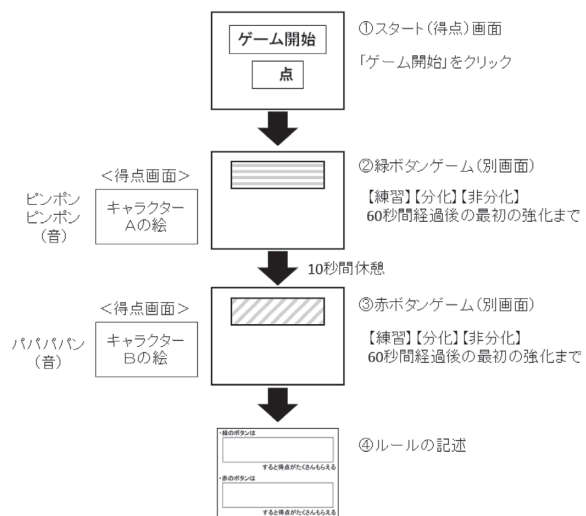 ゲーム開始
点
①スタート（得点）画面
「ゲーム開始」をクリック
＜得点画面＞
ピンポン
ピンポン
（音）
キャラクター
Aの絵
②緑ボタンゲーム（別画面）
【練習】【分化】【非分化】
60秒間経過後の最初の強化まで
10秒間休憩
＜得点画面＞
パパパパン
（音）
キャラクター
Bの絵
③赤ボタンゲーム（別画面）
【練習】【分化】【非分化】
60秒間経過後の最初の強化まで
・緑のボタンは
すると得点がたくさんもらえる
・赤のボタンは
すると得点がたくさんもらえる
④ルールの記述